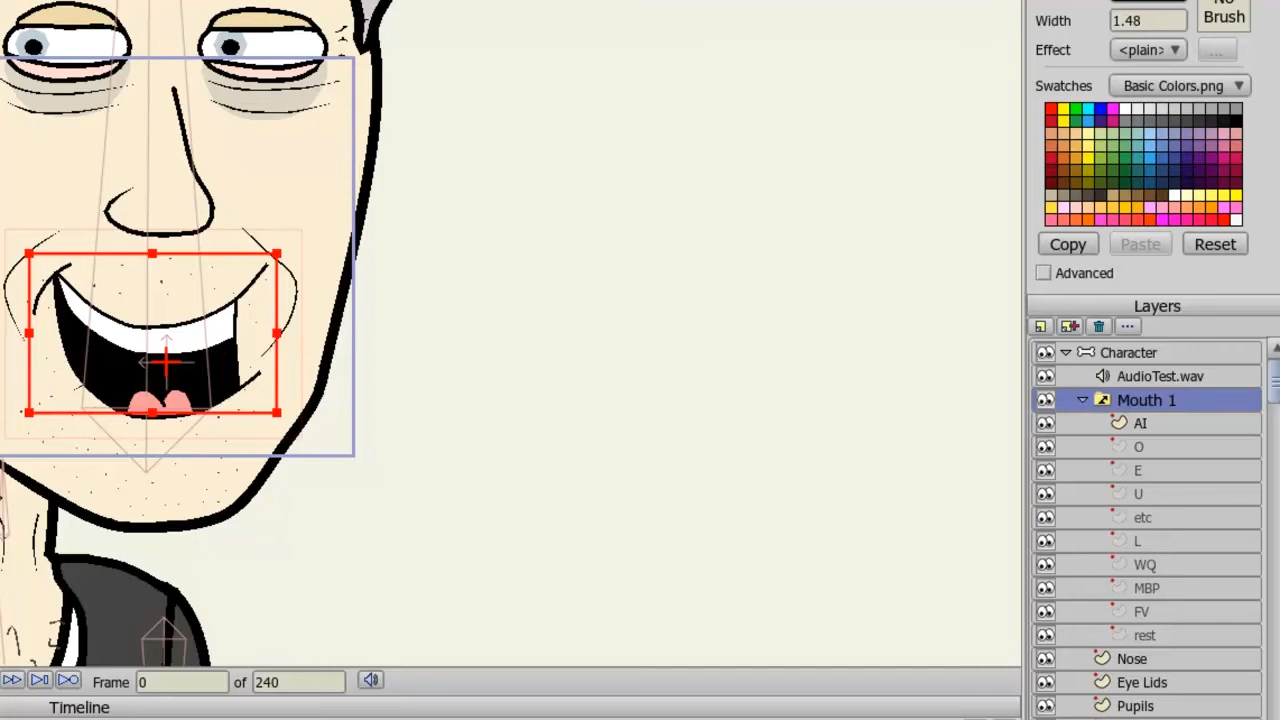 No
Brush
Width 1.48
Effect <plain> ...
Swatches Basic Colors.png
Copy Paste Reset
Advanced
Layers
...
Character
AudioTest.wav
Mouth 1
AI
O
E
U
etc
L
WQ
MBP
FV
rest
Nose
Eye Lids
Pupils
Frame 0 of 240
Timeline